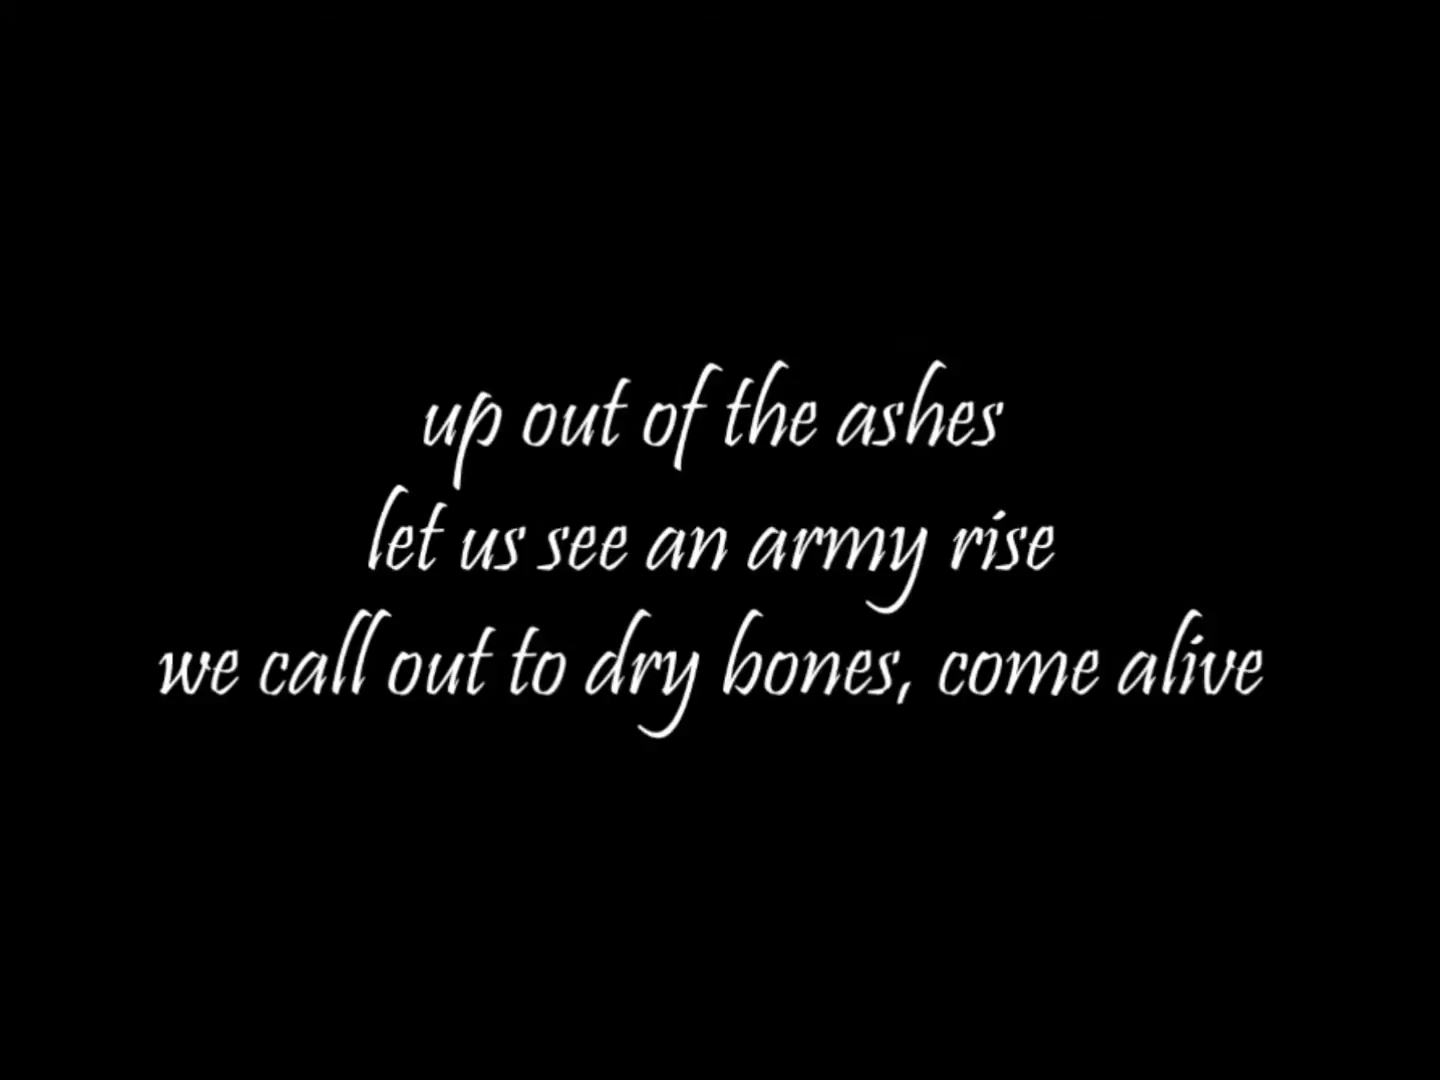 up out of the ashes
let us see an army rise
we call out to dry bones, come alive